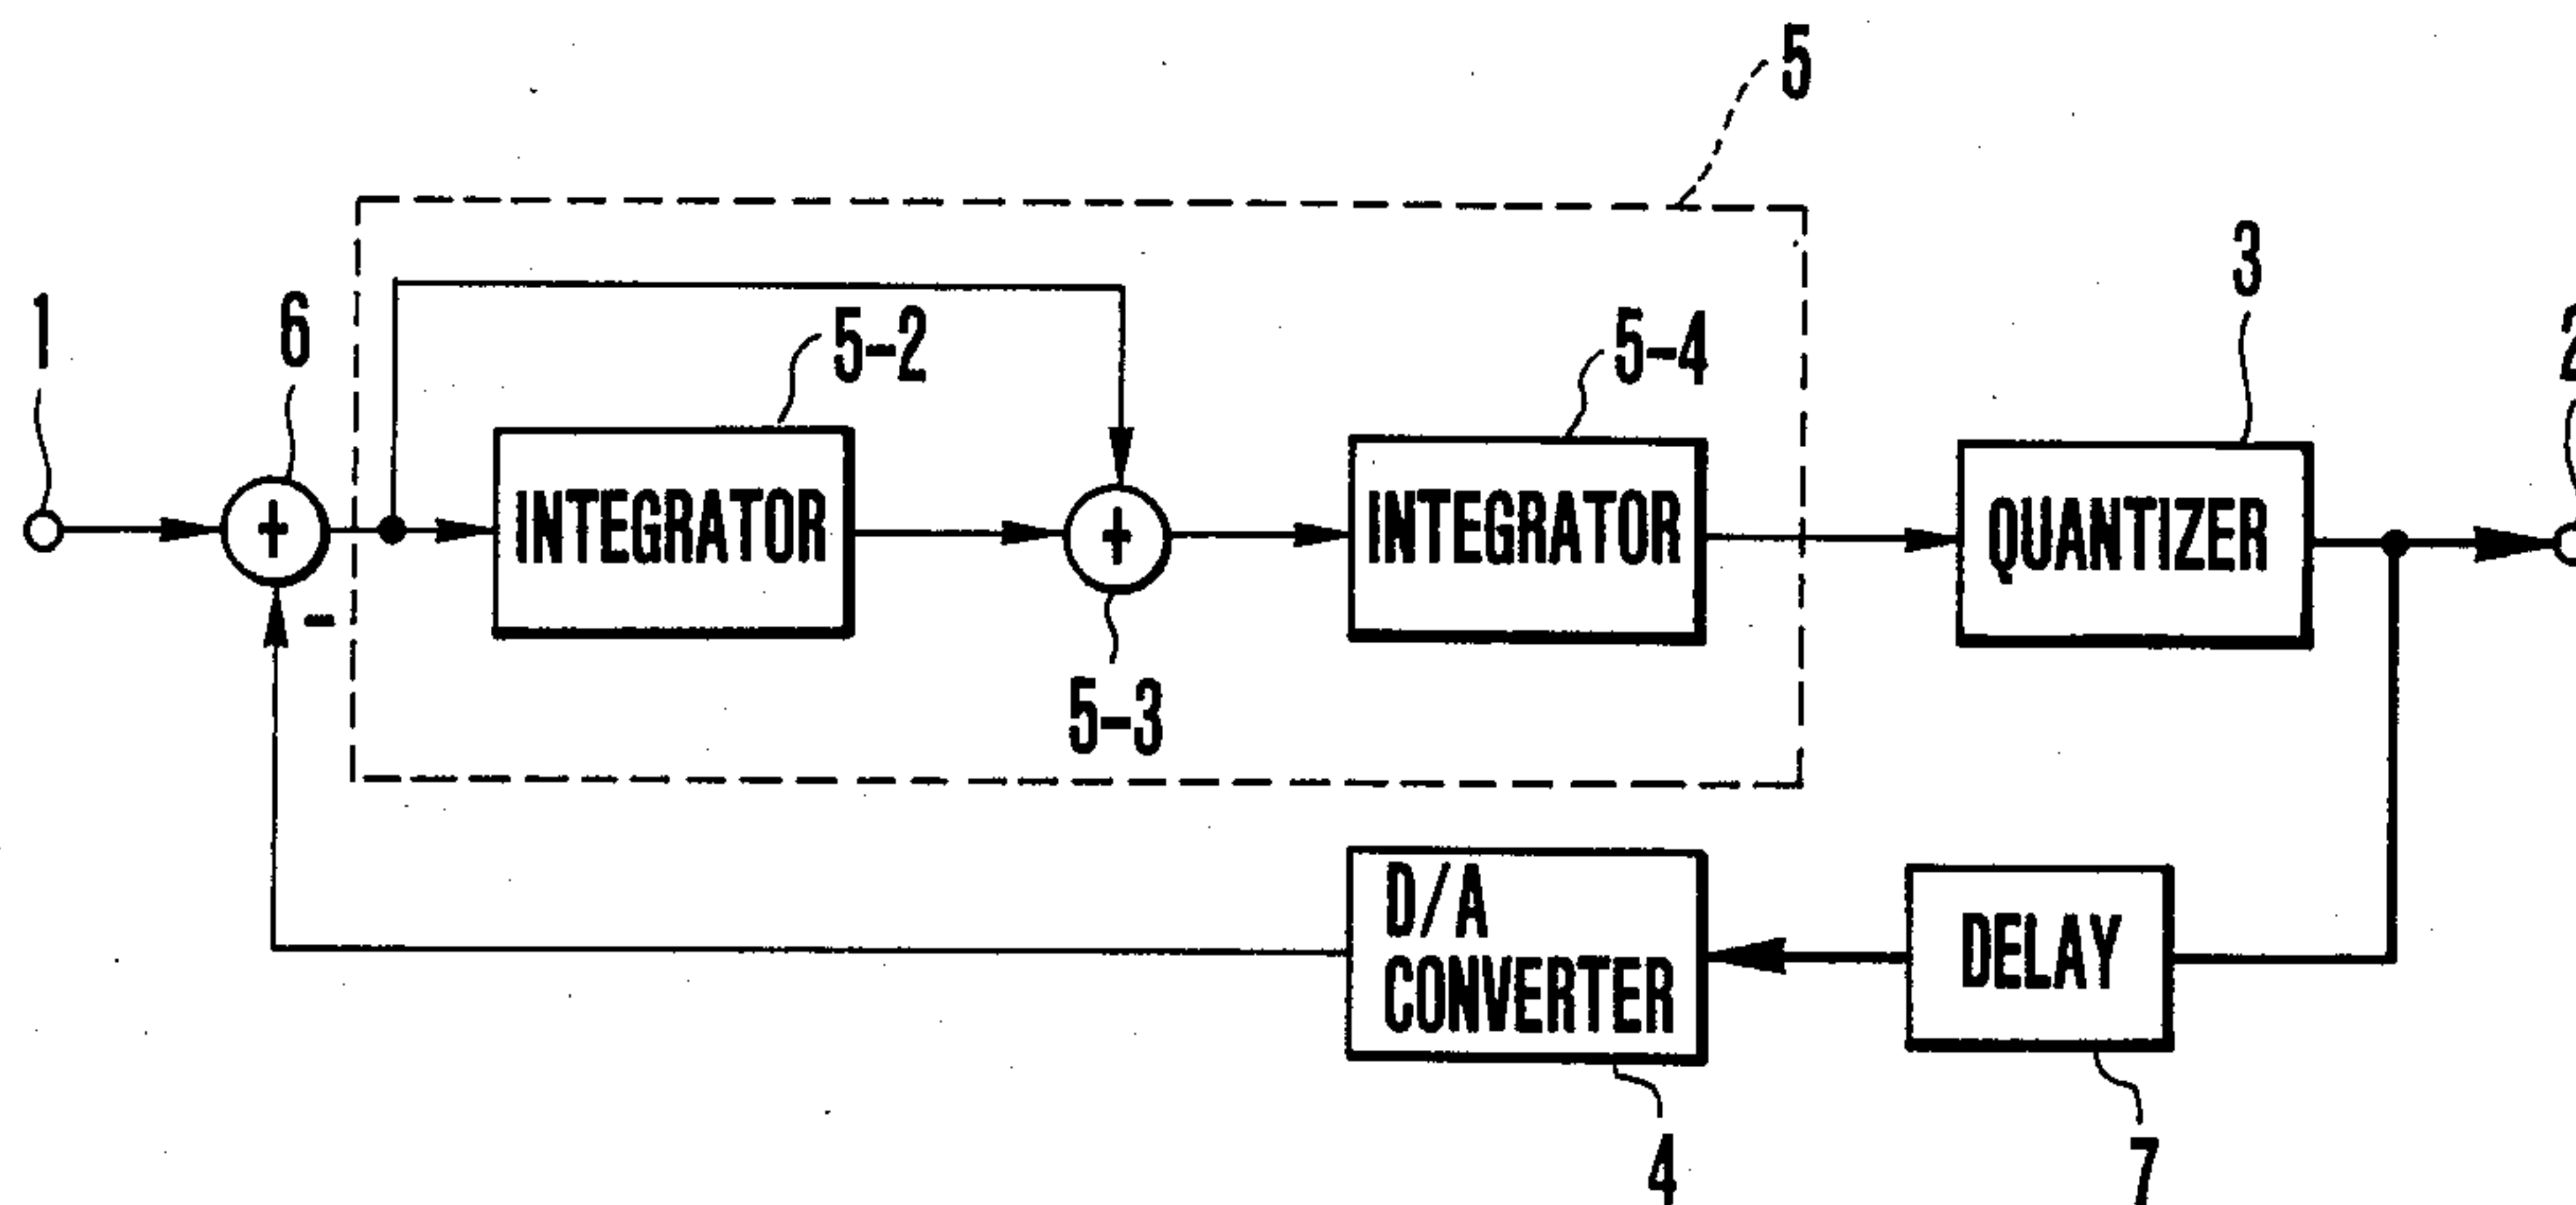 5
3
1
6
5-2
5-4
2
INTEGRATOR
+
+
INTEGRATOR
QUANTIZER
-
5-3
D/A
CONVERTER
DELAY
4
7